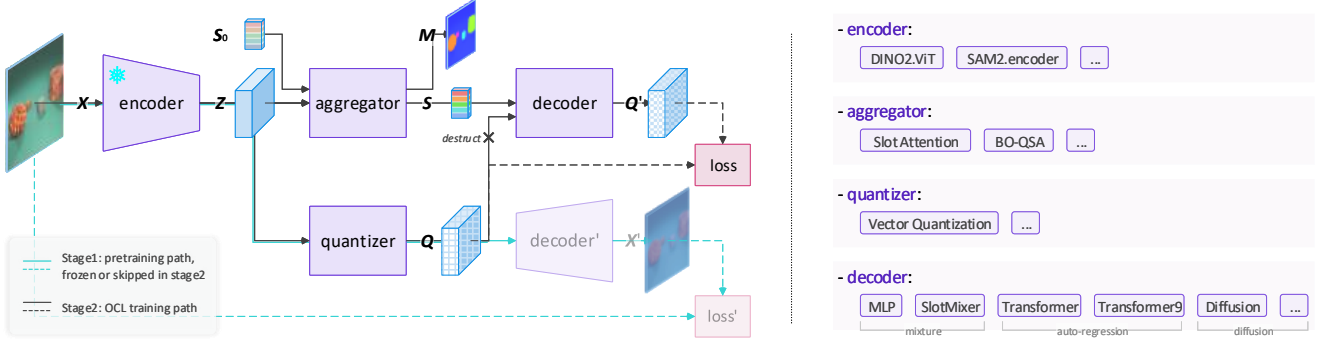 S₀
M
X
encoder
Z
aggregator
S
decoder
Q'
destruct
loss
quantizer
Q
decoder'
X'
loss'
Stage1: pretraining path,
frozen or skipped in stage2
Stage2: OCL training path
- encoder:
DINO2.ViT SAM2.encoder ...
- aggregator:
Slot Attention BO-QSA ...
- quantizer:
Vector Quantization ...
- decoder:
MLP SlotMixer Transformer Transformer9 Diffusion ...
mixture auto-regression diffusion